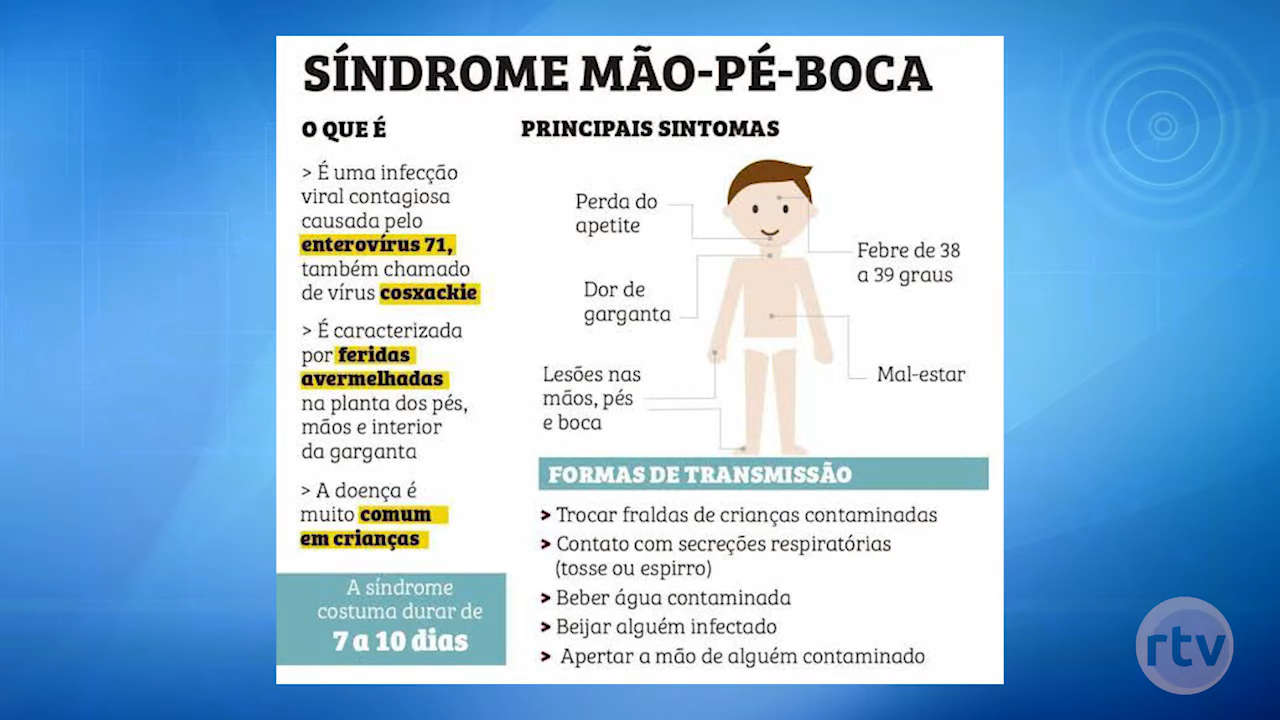 SÍNDROME MÃO-PÉ-BOCA
O QUE É
> É uma infecção
viral contagiosa
causada pelo
enterovírus 71,
também chamado
de vírus cosxackie
> É caracterizada
por feridas
avermelhadas
na planta dos pés,
mãos e interior
da garganta
> A doença é
muito comum
em crianças
A síndrome
costuma durar de
7 a 10 dias
PRINCIPAIS SINTOMAS
Perda do
apetite
Febre de 38
a 39 graus
Dor de
garganta
Mal-estar
Lesões nas
mãos, pés
e boca
FORMAS DE TRANSMISSÃO
> Trocar fraldas de crianças contaminadas
> Contato com secreções respiratórias
(tosse ou espirro)
> Beber água contaminada
> Beijar alguém infectado
> Apertar a mão de alguém contaminado
rtv